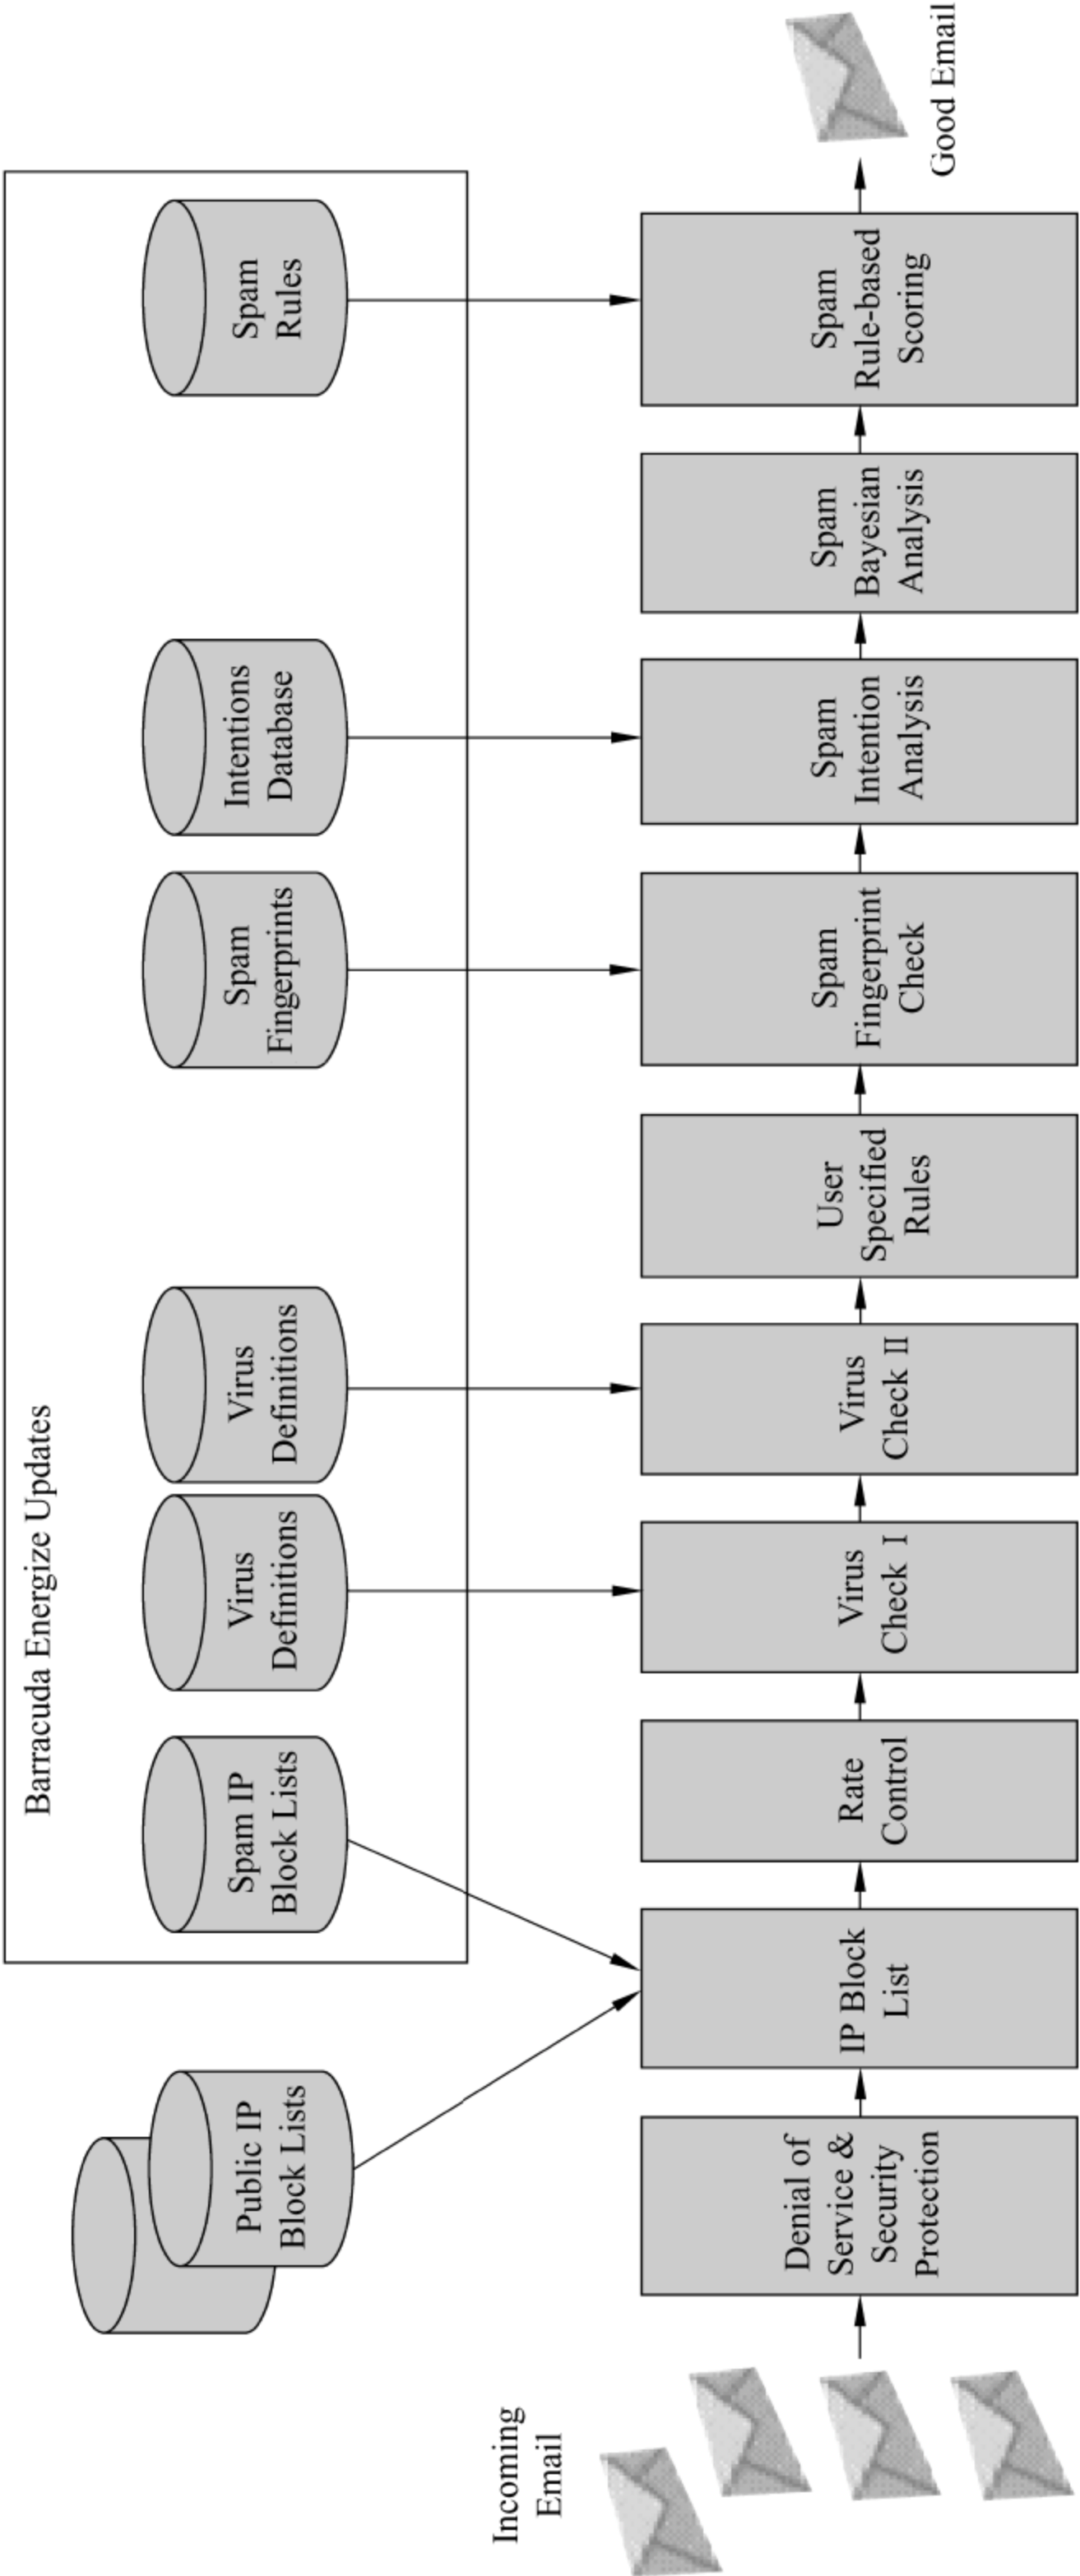 Barracuda Energize Updates
Public IP
Block Lists
Spam IP
Block Lists
Virus
Definitions
Virus
Definitions
Spam
Fingerprints
Intentions
Database
Spam
Rules
Incoming
Email
Denial of
Service &
Security
Protection
IP Block
List
Rate
Control
Virus
Check I
Virus
Check II
User
Specified
Rules
Spam
Fingerprint
Check
Spam
Intention
Analysis
Spam
Bayesian
Analysis
Spam
Rule-based
Scoring
Good Email